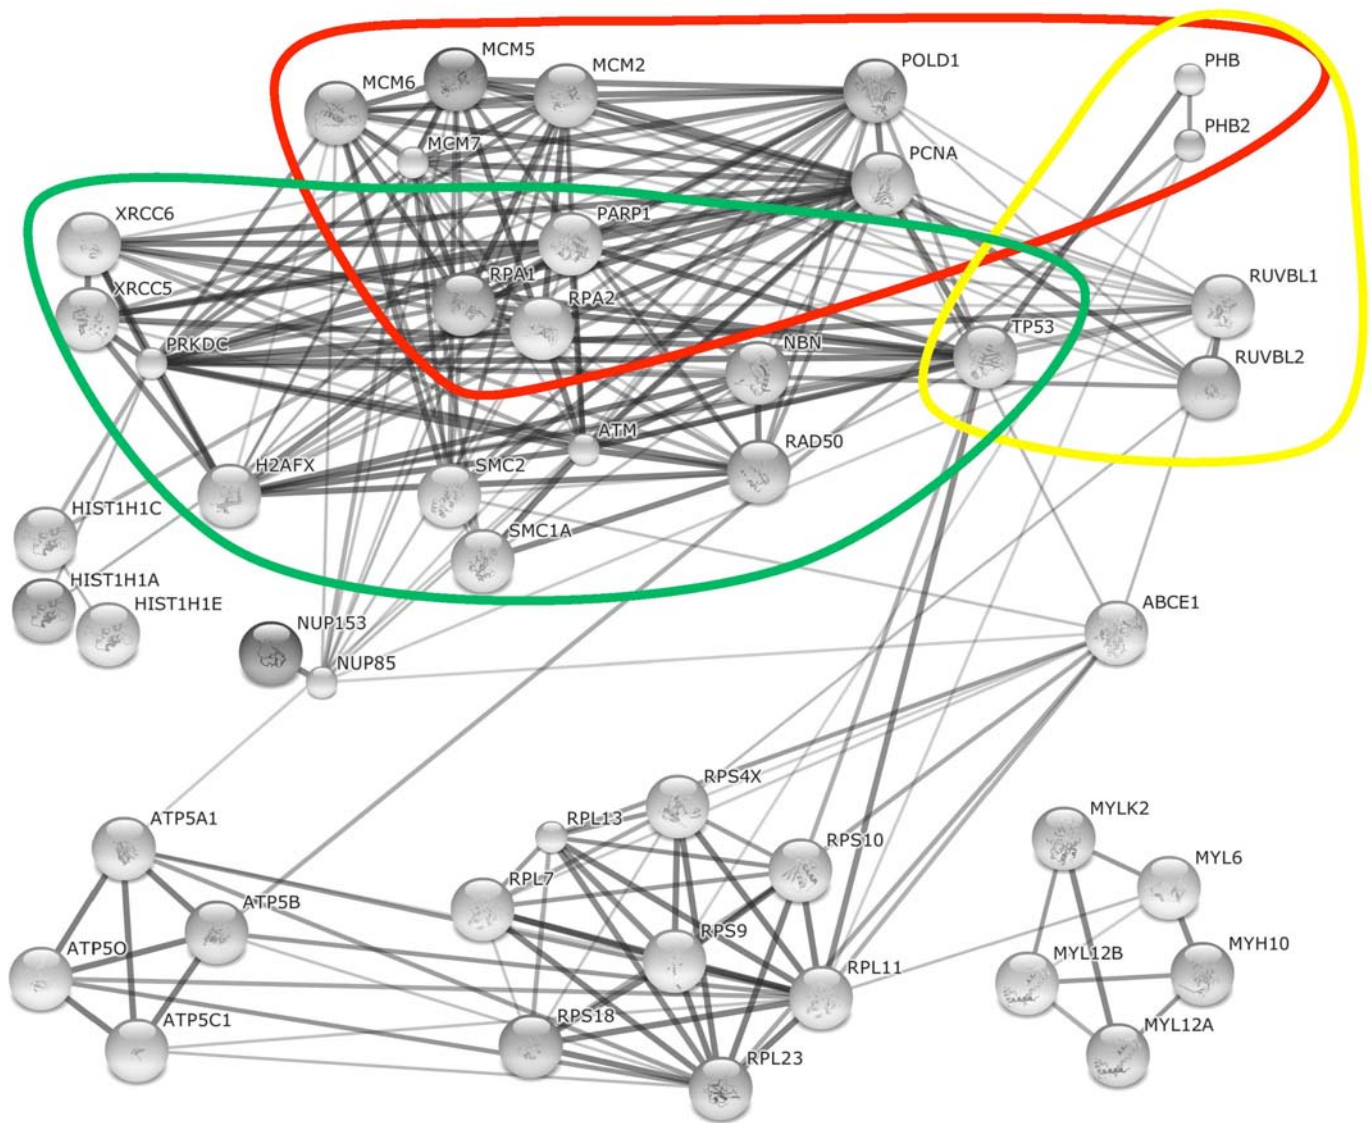 MCM5
MCM2
MCM6
POLD1
PHB
MCM7
PHB2
PCNA
XRCC6
PARP1
XRCC5
RPA1
RPA2
RUVBL1
TP53
PRKDC
NBN
RUVBL2
ATM
RAD50
H2AFX
SMC2
HIST1H1C
SMC1A
HIST1H1A
HIST1H1E
ABCE1
NUP153
NUP85
RPS4X
MYLK2
ATP5A1
RPL13
RPS10
MYL6
RPL7
ATP5B
RPS9
ATP5O
MYL12B
MYH10
RPL11
ATP5C1
RPS18
MYL12A
RPL23